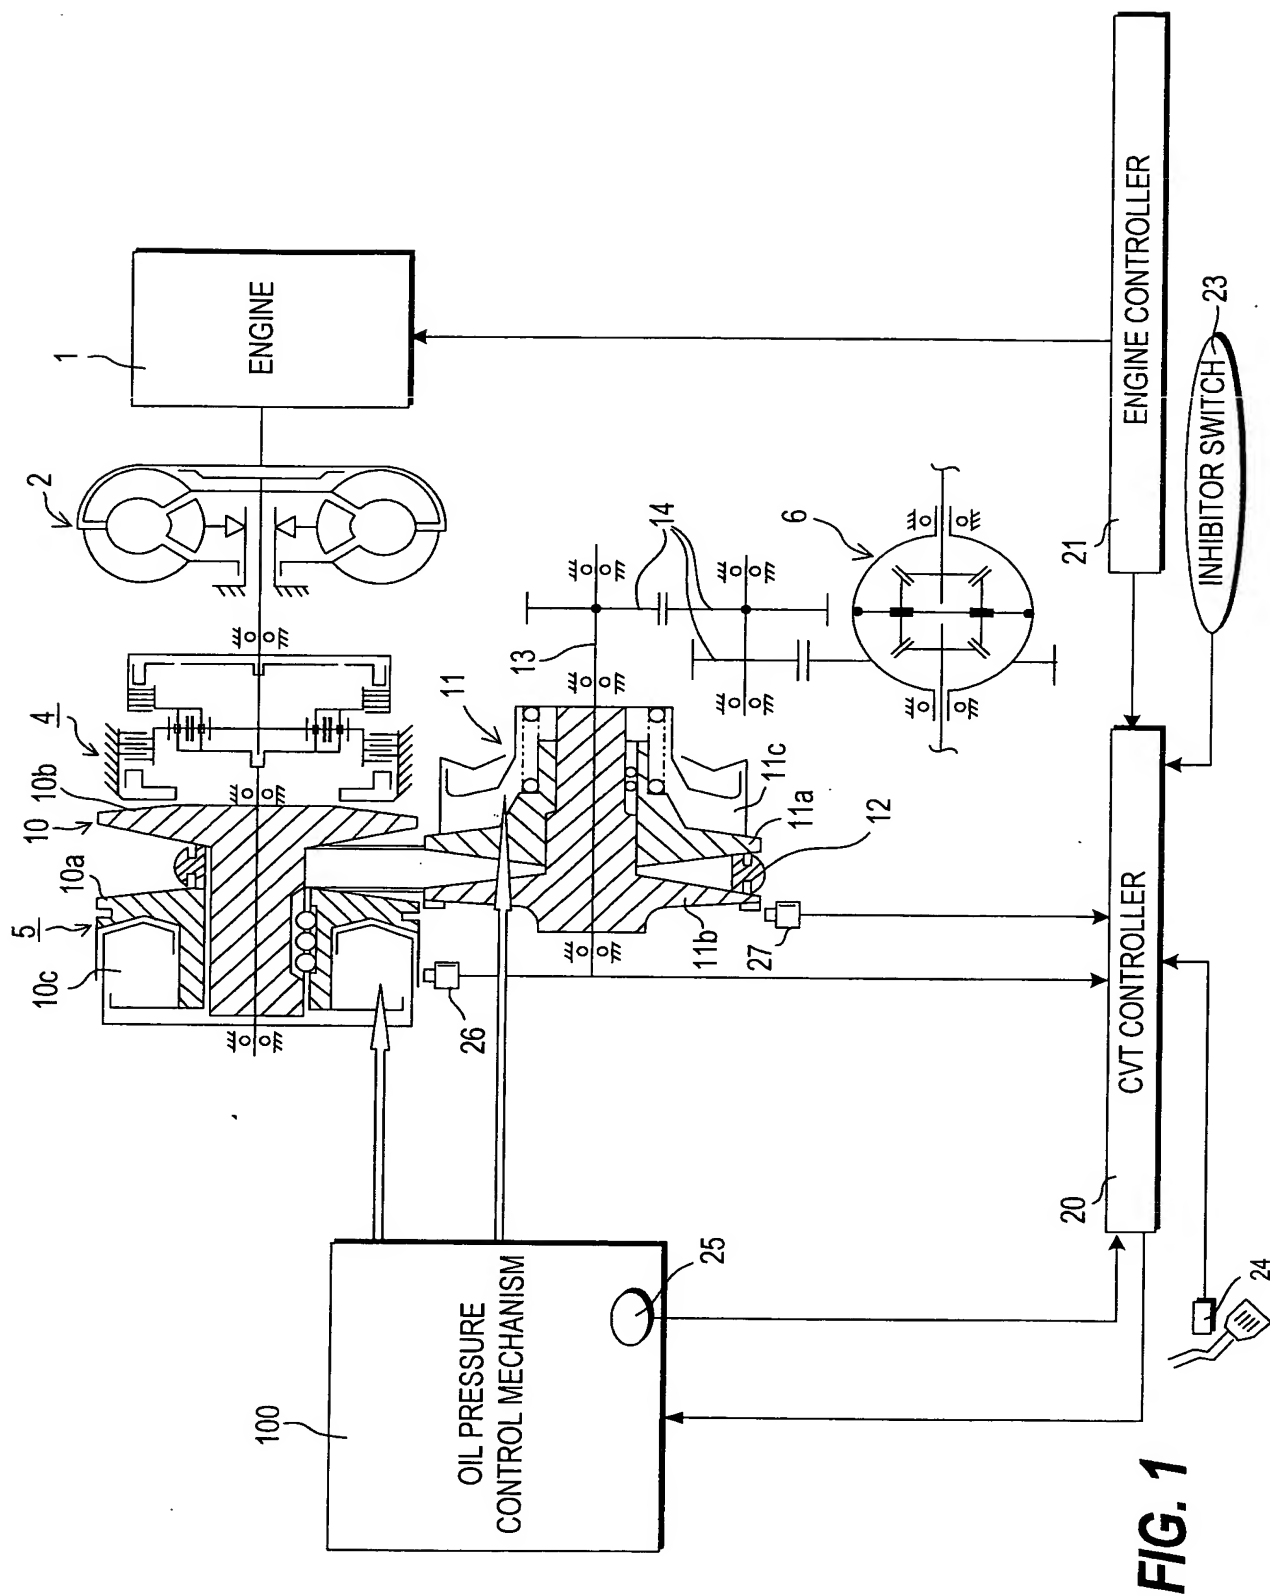 1
ENGINE
2
4
10b
10
10a
5
10c
11
13
14
6
11c
11a
12
11b
27
26
21
ENGINE CONTROLLER
INHIBITOR SWITCH
23
20
CVT CONTROLLER
24
25
100
OIL PRESSURE
CONTROL MECHANISM
FIG. 1